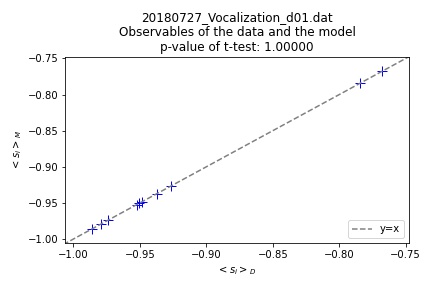 20180727_Vocalization_d01.dat
Observables of the data and the model
p-value of t-test: 1.00000
−0.75
−0.80
−0.85
−0.90
−0.95
−1.00
< s_i >_M
y=x
−1.00
−0.95
−0.90
−0.85
−0.80
−0.75
< s_i >_D